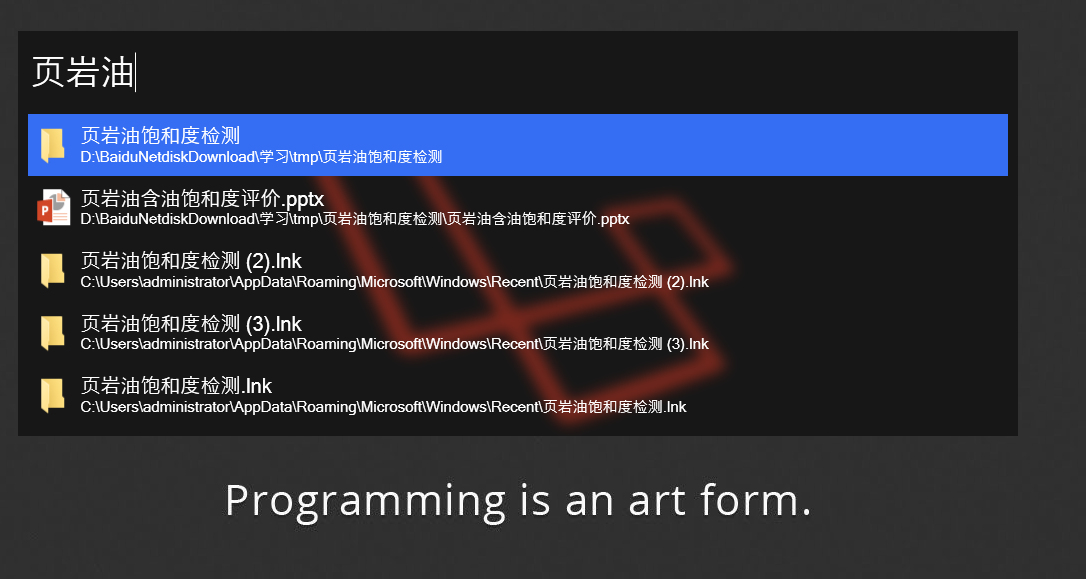 页岩油
页岩油饱和度检测
D:\BaiduNetdiskDownload\学习\tmp\页岩油饱和度检测
页岩油含油饱和度评价.pptx
D:\BaiduNetdiskDownload\学习\tmp\页岩油饱和度检测\页岩油含油饱和度评价.pptx
页岩油饱和度检测 (2).lnk
C:\Users\administrator\AppData\Roaming\Microsoft\Windows\Recent\页岩油饱和度检测 (2).lnk
页岩油饱和度检测 (3).lnk
C:\Users\administrator\AppData\Roaming\Microsoft\Windows\Recent\页岩油饱和度检测 (3).lnk
页岩油饱和度检测.lnk
C:\Users\administrator\AppData\Roaming\Microsoft\Windows\Recent\页岩油饱和度检测.lnk
Programming is an art form.